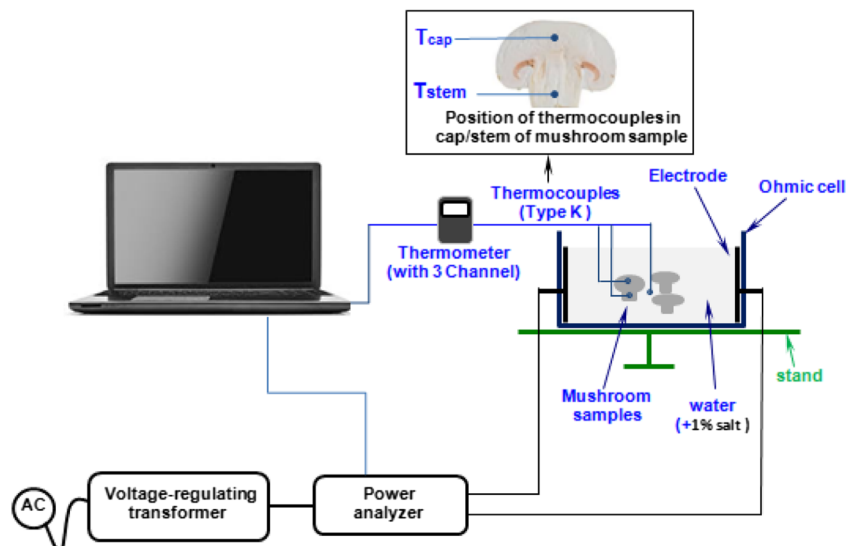 Tcap
Tstem
Position of thermocouples in
cap/stem of mushroom sample
Thermocouples
(Type K )
Electrode
Ohmic cell
Thermometer
(with 3 Channel)
stand
Mushroom
samples
water
(+1% salt )
AC
Voltage-regulating
transformer
Power
analyzer